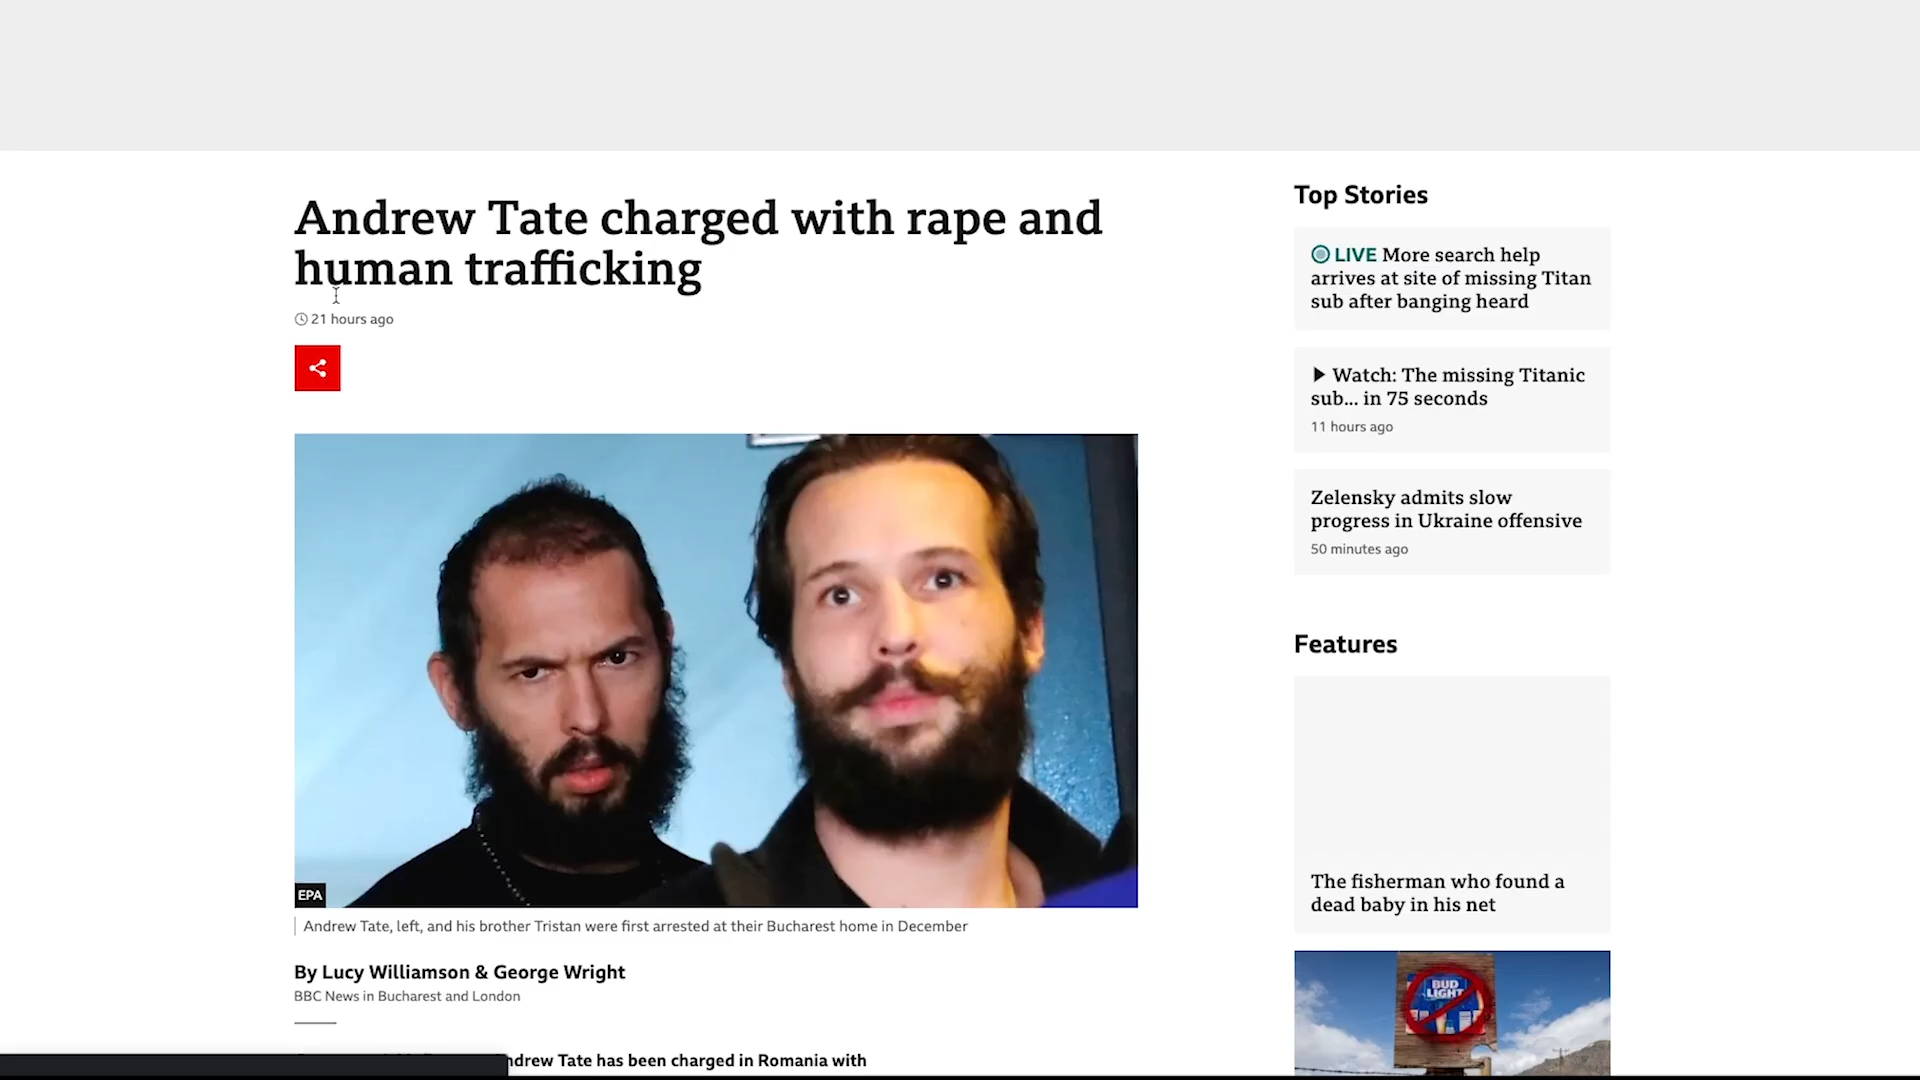 Andrew Tate charged with rape and
human trafficking
21 hours ago
EPA
Andrew Tate, left, and his brother Tristan were first arrested at their Bucharest home in December
By Lucy Williamson & George Wright
BBC News in Bucharest and London
Andrew Tate has been charged in Romania with
Top Stories
LIVE More search help
arrives at site of missing Titan
sub after banging heard
Watch: The missing Titanic
sub... in 75 seconds
11 hours ago
Zelensky admits slow
progress in Ukraine offensive
50 minutes ago
Features
The fisherman who found a
dead baby in his net
BUD
LIGHT